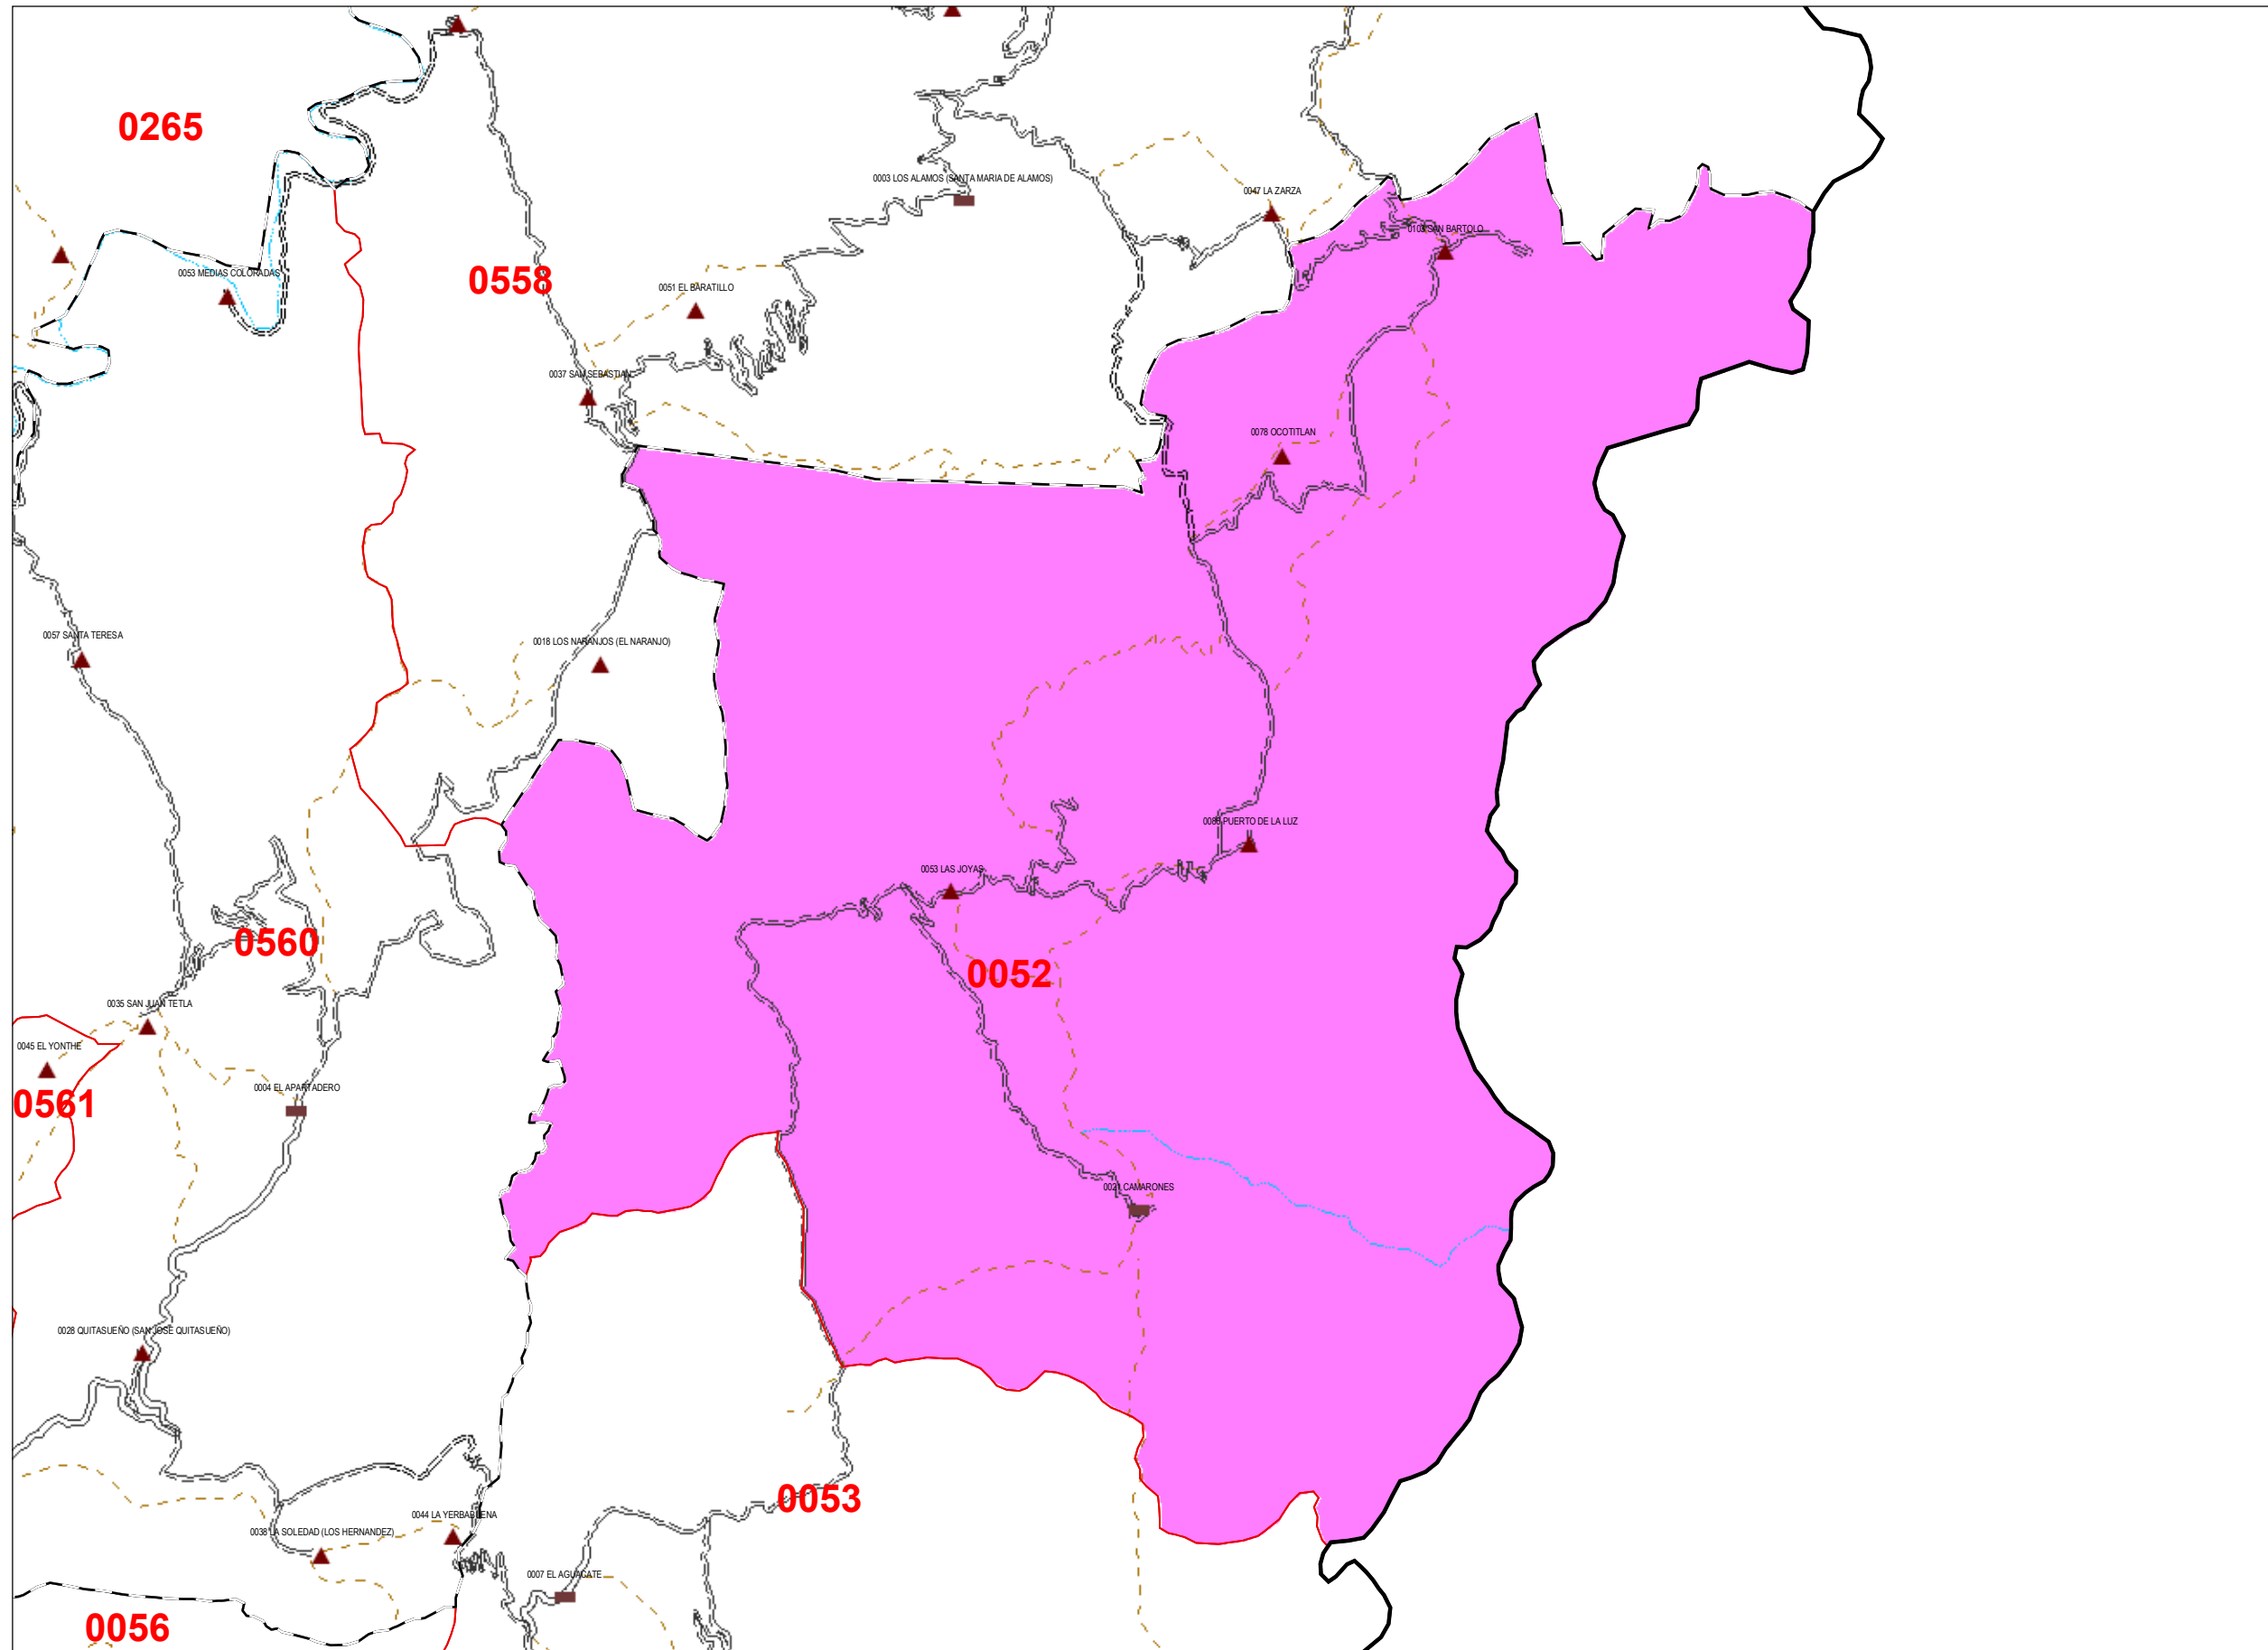 0265
0003 LOS ALAMOS (SANTA MARIA DE ALAMOS)
0047 LA ZARZA
0103 SAN BARTOLO
0053 MEDIAS COLORADAS
0558
0051 EL BARATILLO
0037 SAN SEBASTIAN
0078 OCOTITLAN
0057 SANTA TERESA
0018 LOS NARANJOS (EL NARANJO)
PUERTO DE LA LUZ
0053 LAS JOYAS
0560
0052
0035 SAN JUAN TETLA
0045 EL YONTHE
0004 EL APARTADERO
0561
0021 CAMARONES
0028 QUITASUEÑO (SAN JOSE QUITASUEÑO)
0053
0044 LA YERBABUENA
0038 LA SOLEDAD (LOS HERNANDEZ)
0007 EL AGUACATE
0056